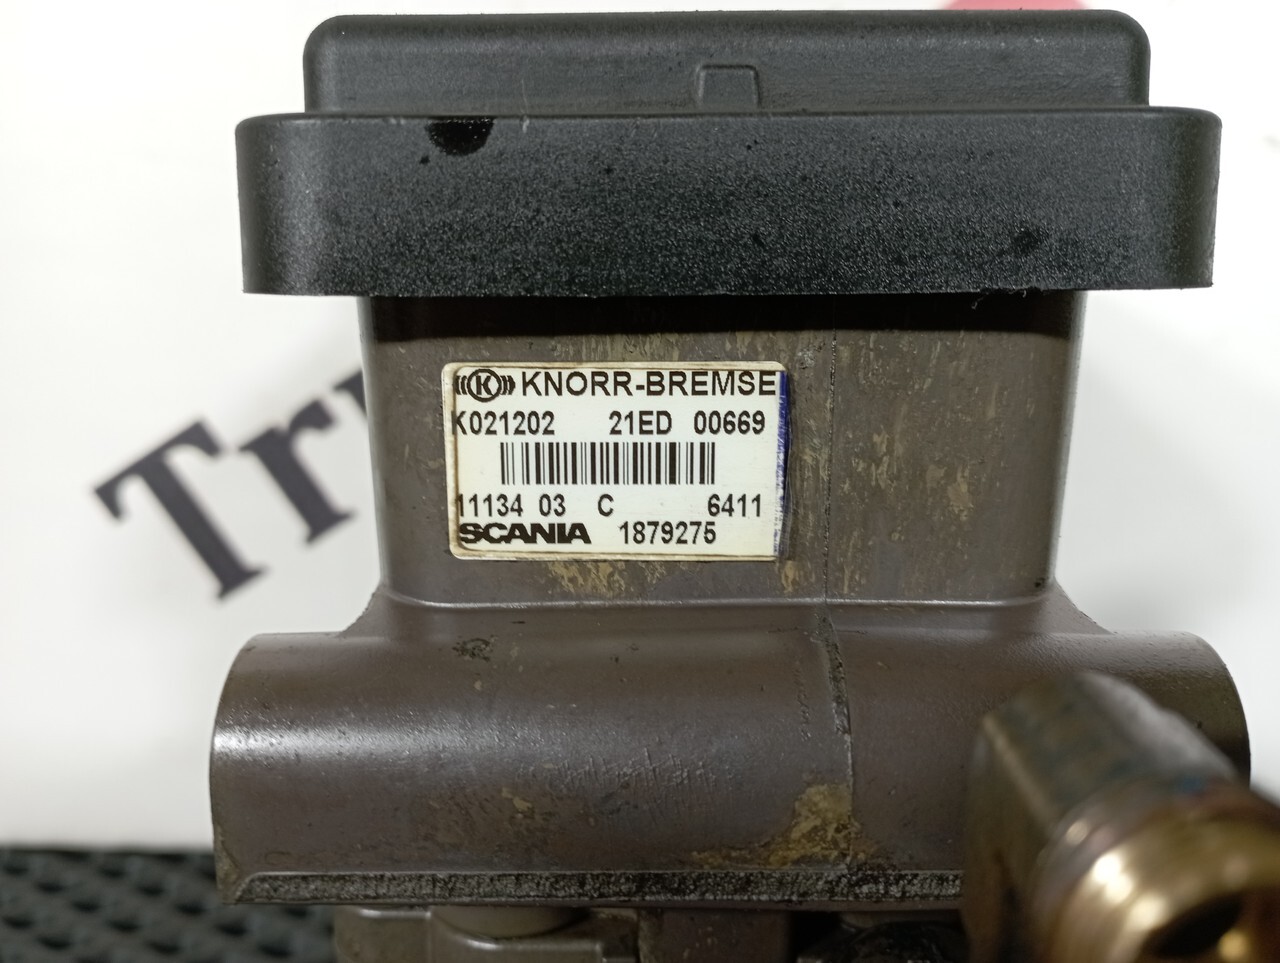 KNORR-BREMSE
K021202 21ED 00669
11134 03 C 6411
SCANIA 1879275